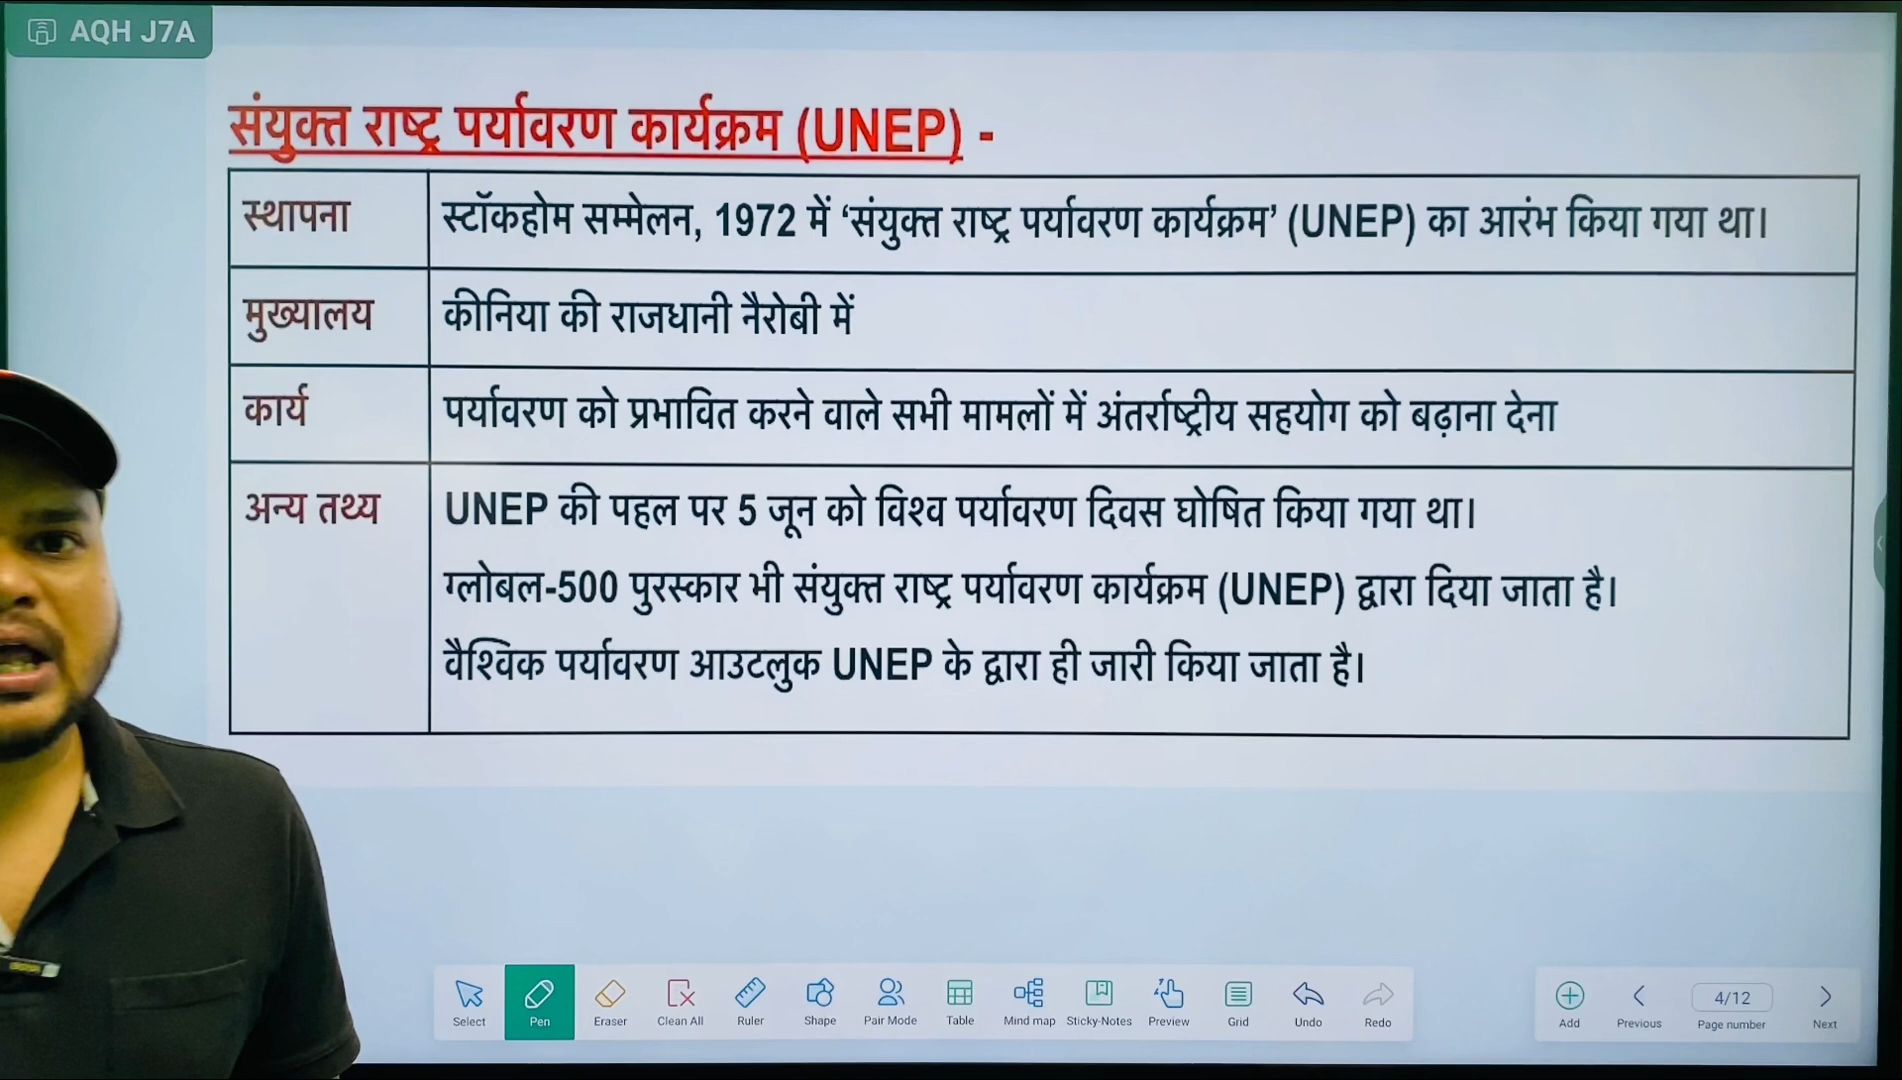 AQH J7A
संयुक्त राष्ट्र पर्यावरण कार्यक्रम (UNEP) -
स्थापना स्टॉकहोम सम्मेलन, 1972 में ‘संयुक्त राष्ट्र पर्यावरण कार्यक्रम’ (UNEP) का आरंभ किया गया था।
मुख्यालय कीनिया की राजधानी नैरोबी में
कार्य पर्यावरण को प्रभावित करने वाले सभी मामलों में अंतर्राष्ट्रीय सहयोग को बढ़ाना देना
अन्य तथ्य UNEP की पहल पर 5 जून को विश्व पर्यावरण दिवस घोषित किया गया था।
ग्लोबल-500 पुरस्कार भी संयुक्त राष्ट्र पर्यावरण कार्यक्रम (UNEP) द्वारा दिया जाता है।
वैश्विक पर्यावरण आउटलुक UNEP के द्वारा ही जारी किया जाता है।
Select Pen Eraser Clean All Ruler Shape Pair Mode Table Mind map Sticky-Notes Preview Grid Undo Redo Add Previous 4/12 Page number Next